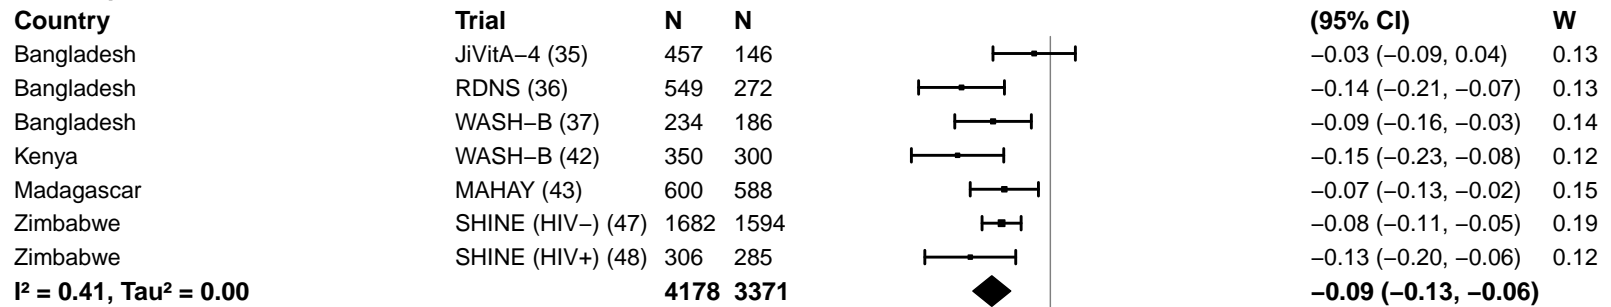 Country Trial N N (95% CI) W
Bangladesh JiVitA−4 (35) 457 146 −0.03 (−0.09, 0.04) 0.13
Bangladesh RDNS (36) 549 272 −0.14 (−0.21, −0.07) 0.13
Bangladesh WASH−B (37) 234 186 −0.09 (−0.16, −0.03) 0.14
Kenya WASH−B (42) 350 300 −0.15 (−0.23, −0.08) 0.12
Madagascar MAHAY (43) 600 588 −0.07 (−0.13, −0.02) 0.15
Zimbabwe SHINE (HIV−) (47) 1682 1594 −0.08 (−0.11, −0.05) 0.19
Zimbabwe SHINE (HIV+) (48) 306 285 −0.13 (−0.20, −0.06) 0.12
I² = 0.41, Tau² = 0.00 4178 3371 −0.09 (−0.13, −0.06)